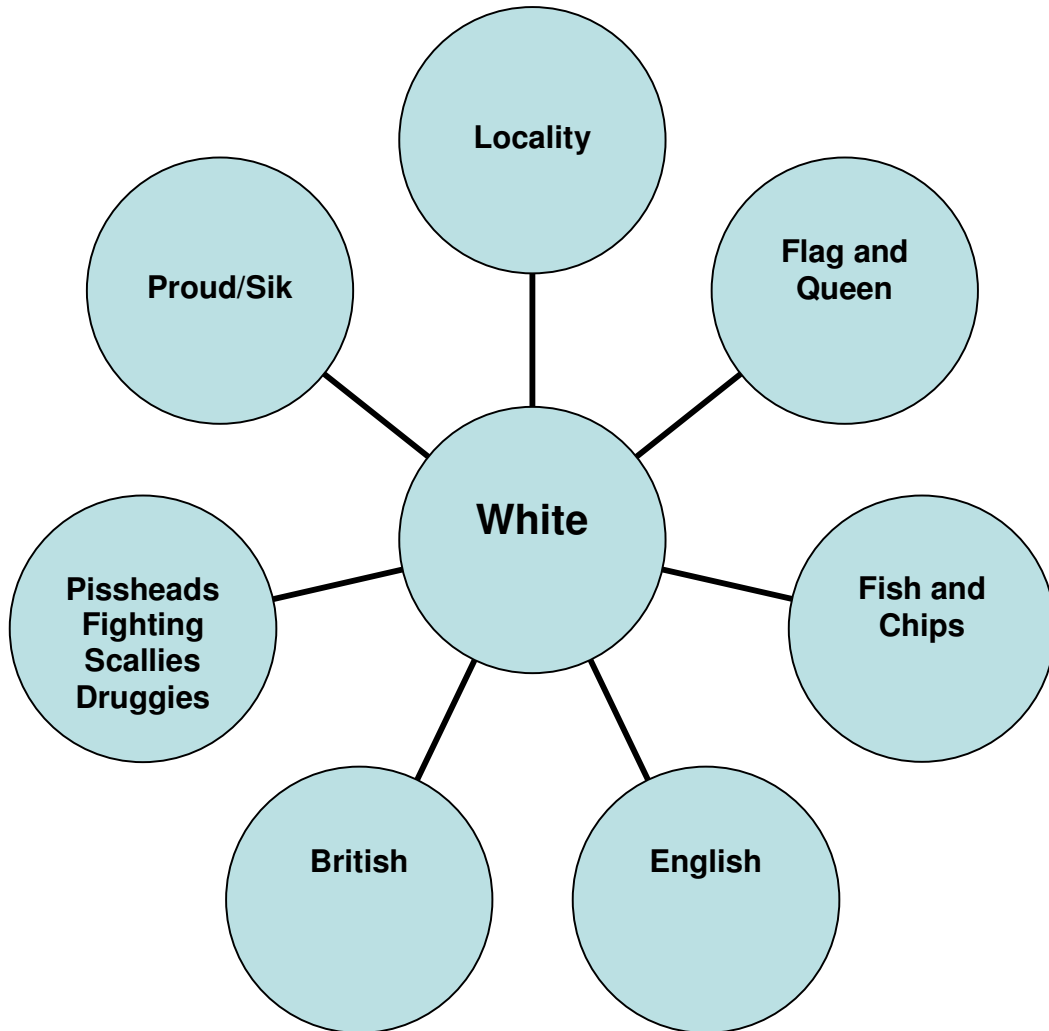 Locality
Flag and
Queen
Proud/Sik
White
Fish and
Chips
Pissheads
Fighting
Scallies
Druggies
British
English